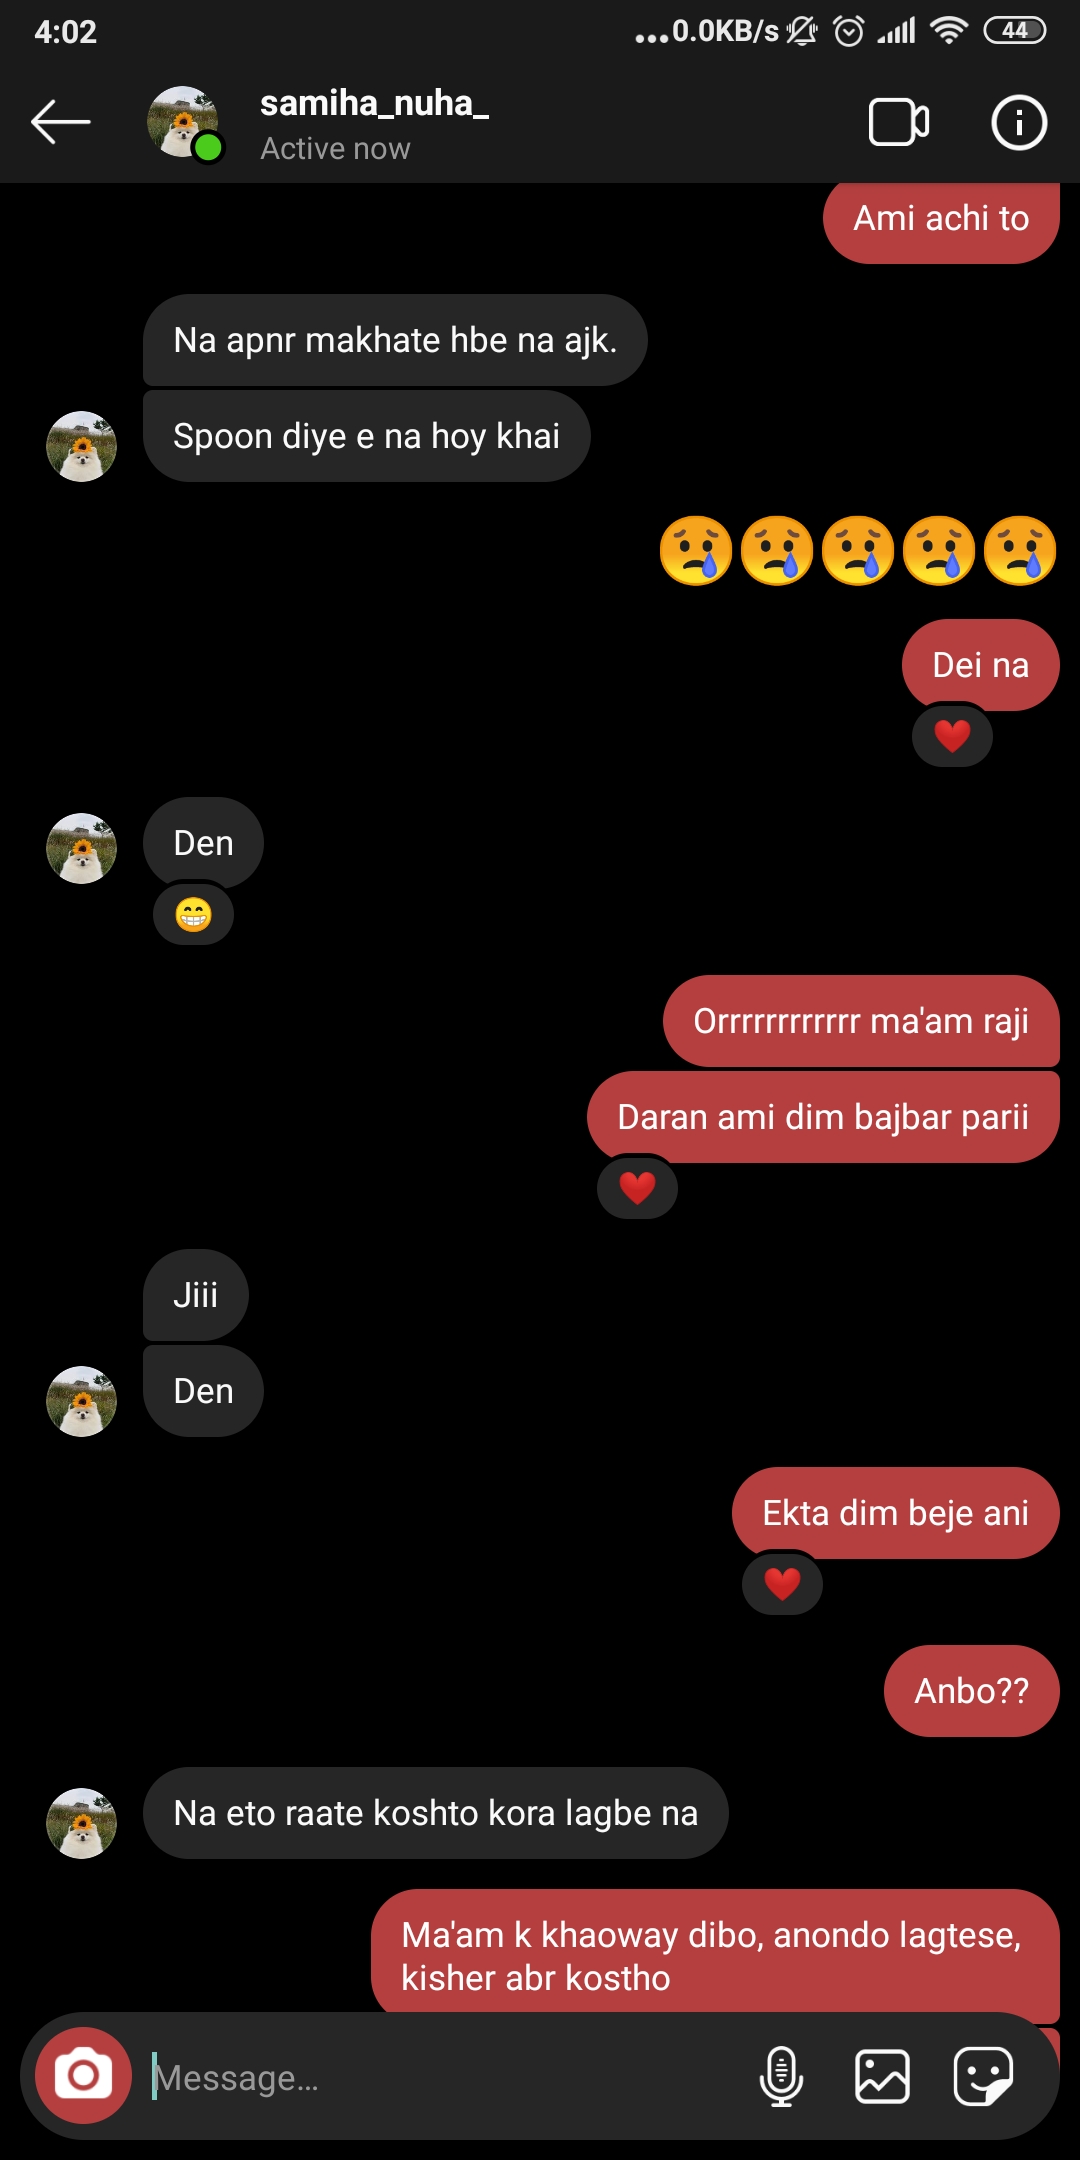 4:02
...0.0KB/s
44
samiha_nuha_
Active now
Ami achi to
Na apnr makhate hbe na ajk.
Spoon diye e na hoy khai
😢😢😢😢😢
Dei na
❤️
Den
😁
Orrrrrrrrrrrr ma'am raji
Daran ami dim bajbar parii
❤️
Jiii
Den
Ekta dim beje ani
❤️
Anbo??
Na eto raate koshto kora lagbe na
Ma'am k khaoway dibo, anondo lagtese,
kisher abr kostho
Message...